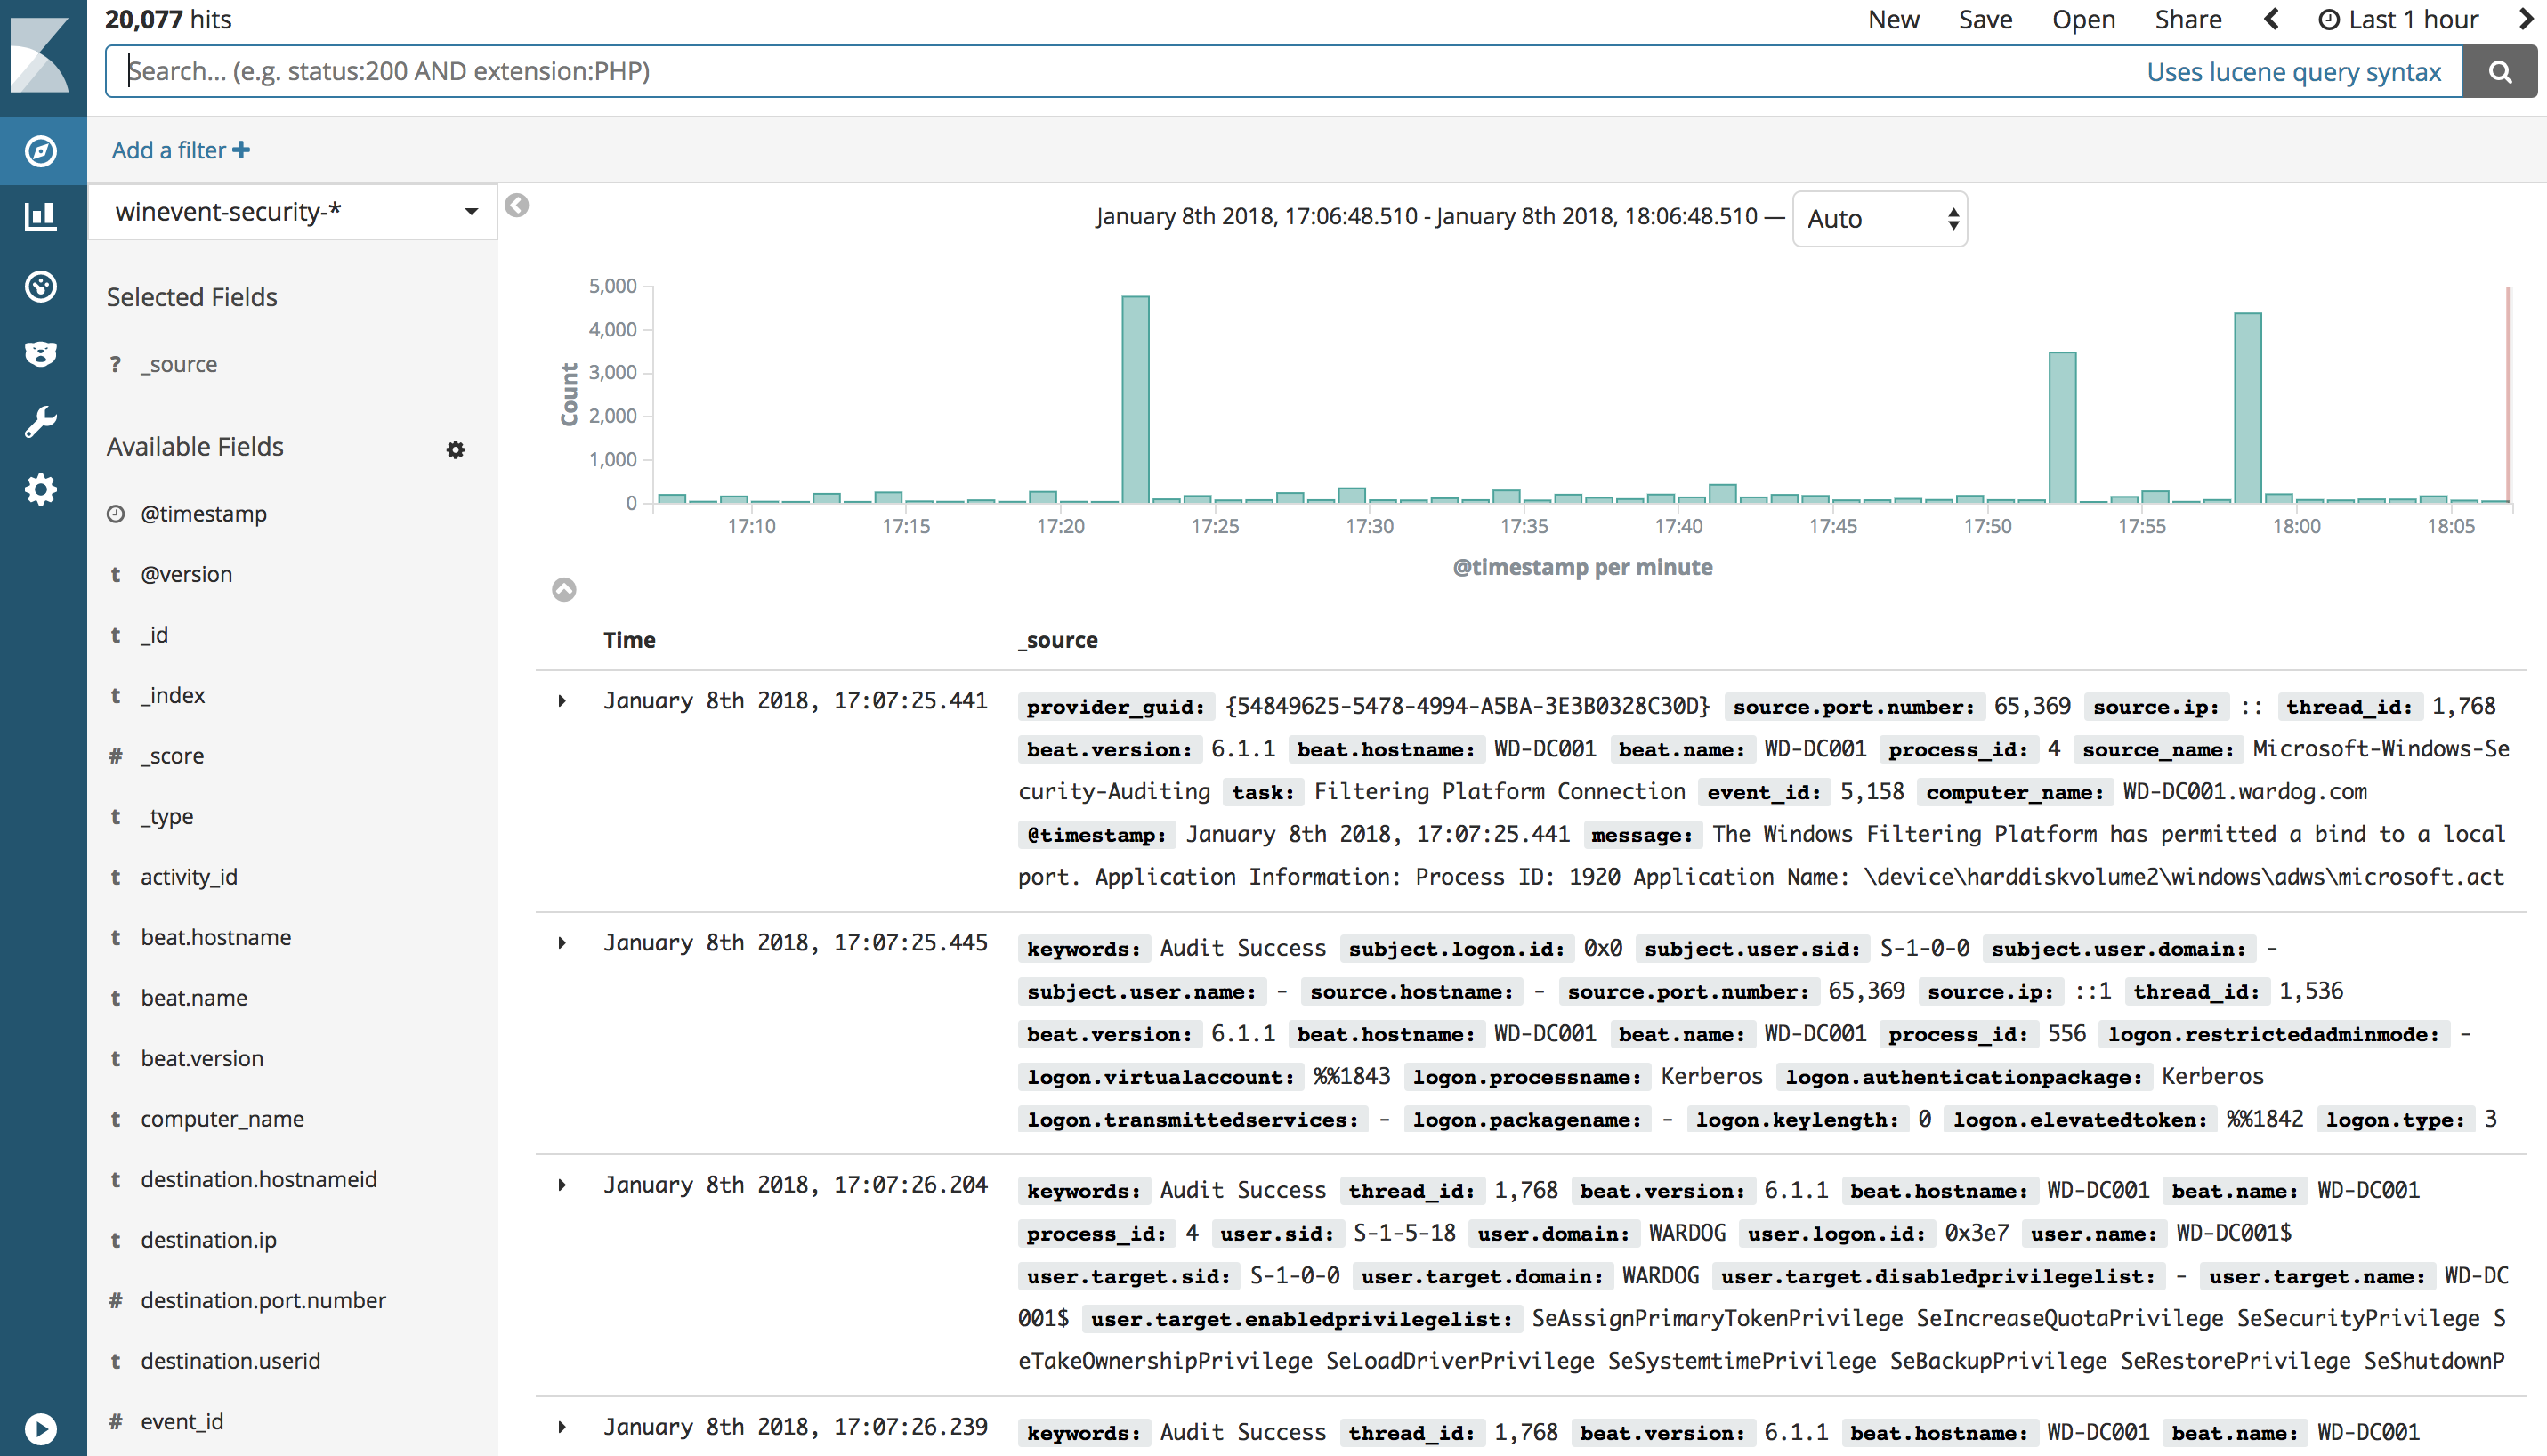 20,077 hits
New Save Open Share Last 1 hour
Search... (e.g. status:200 AND extension:PHP)
Uses lucene query syntax
Add a filter
winevent-security-*
Selected Fields
? _source
Available Fields
@timestamp
t @version
t _id
t _index
# _score
t _type
t activity_id
t beat.hostname
t beat.name
t beat.version
t computer_name
t destination.hostnameid
t destination.ip
# destination.port.number
t destination.userid
# event_id
January 8th 2018, 17:06:48.510 - January 8th 2018, 18:06:48.510 — Auto
Count
5,000
4,000
3,000
2,000
1,000
0
17:10 17:15 17:20 17:25 17:30 17:35 17:40 17:45 17:50 17:55 18:00 18:05
@timestamp per minute
Time _source
January 8th 2018, 17:07:25.441
provider_guid: {54849625-5478-4994-A5BA-3E3B0328C30D} source.port.number: 65,369 source.ip: :: thread_id: 1,768
beat.version: 6.1.1 beat.hostname: WD-DC001 beat.name: WD-DC001 process_id: 4 source_name: Microsoft-Windows-Se
curity-Auditing task: Filtering Platform Connection event_id: 5,158 computer_name: WD-DC001.wardog.com
@timestamp: January 8th 2018, 17:07:25.441 message: The Windows Filtering Platform has permitted a bind to a local
port. Application Information: Process ID: 1920 Application Name: \device\harddiskvolume2\windows\adws\microsoft.act
January 8th 2018, 17:07:25.445
keywords: Audit Success subject.logon.id: 0x0 subject.user.sid: S-1-0-0 subject.user.domain: -
subject.user.name: - source.hostname: - source.port.number: 65,369 source.ip: ::1 thread_id: 1,536
beat.version: 6.1.1 beat.hostname: WD-DC001 beat.name: WD-DC001 process_id: 556 logon.restrictedadminmode: -
logon.virtualaccount: %%1843 logon.processname: Kerberos logon.authenticationpackage: Kerberos
logon.transmittedservices: - logon.packagename: - logon.keylength: 0 logon.elevatedtoken: %%1842 logon.type: 3
January 8th 2018, 17:07:26.204
keywords: Audit Success thread_id: 1,768 beat.version: 6.1.1 beat.hostname: WD-DC001 beat.name: WD-DC001
process_id: 4 user.sid: S-1-5-18 user.domain: WARDOG user.logon.id: 0x3e7 user.name: WD-DC001$
user.target.sid: S-1-0-0 user.target.domain: WARDOG user.target.disabledprivilegelist: - user.target.name: WD-DC
001$ user.target.enabledprivilegelist: SeAssignPrimaryTokenPrivilege SeIncreaseQuotaPrivilege SeSecurityPrivilege S
eTakeOwnershipPrivilege SeLoadDriverPrivilege SeSystemtimePrivilege SeBackupPrivilege SeRestorePrivilege SeShutdownP
January 8th 2018, 17:07:26.239
keywords: Audit Success thread_id: 1,768 beat.version: 6.1.1 beat.hostname: WD-DC001 beat.name: WD-DC001